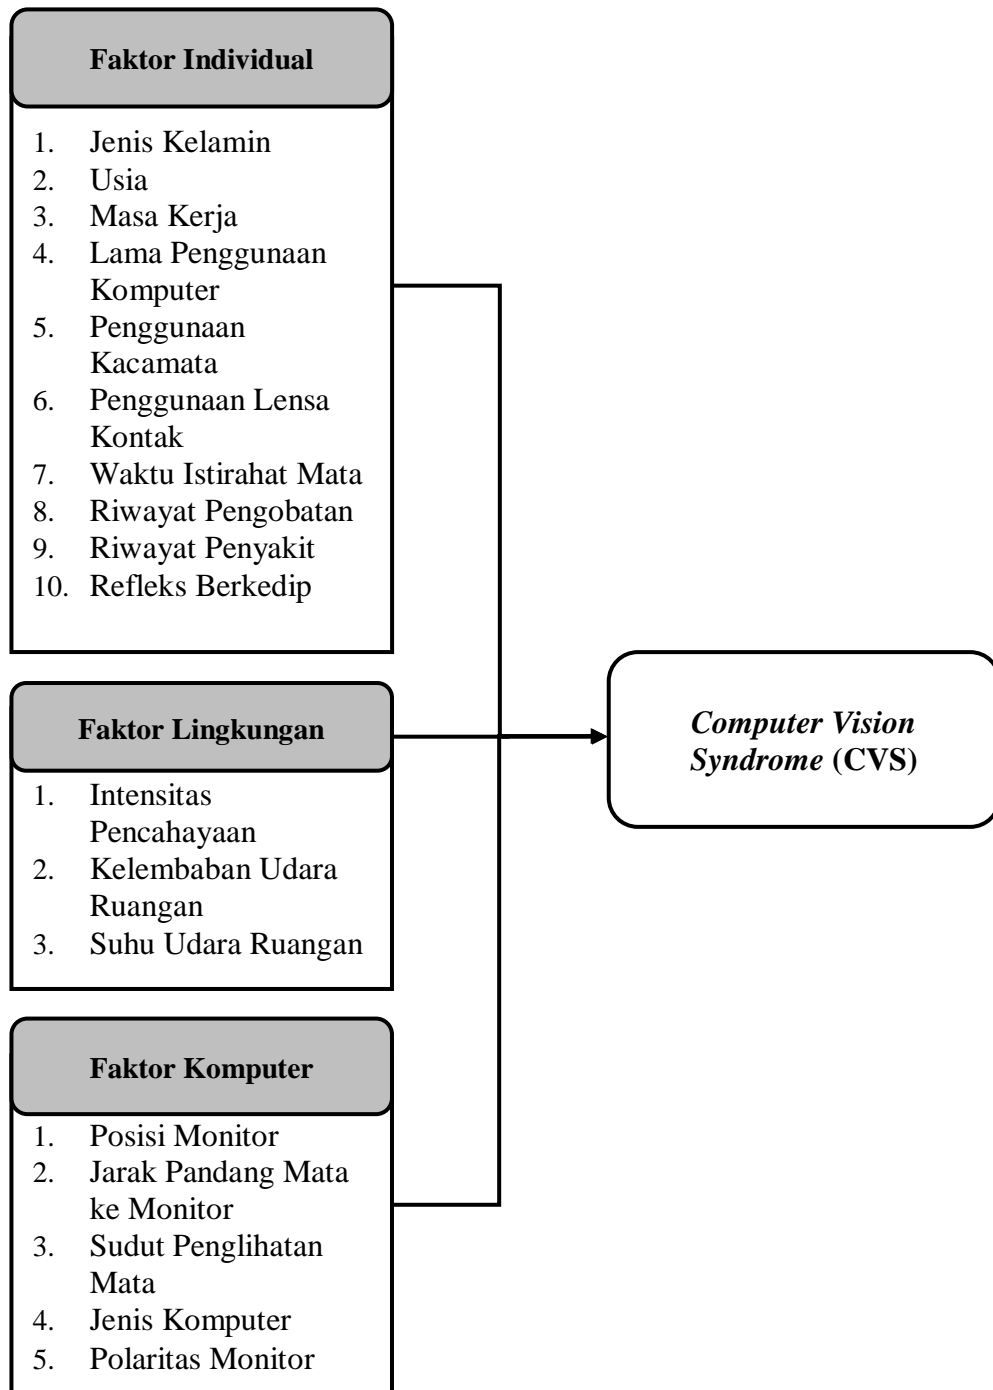 Faktor Individual
1. Jenis Kelamin
2. Usia
3. Masa Kerja
4. Lama Penggunaan
Komputer
5. Penggunaan
Kacamata
6. Penggunaan Lensa
Kontak
7. Waktu Istirahat Mata
8. Riwayat Pengobatan
9. Riwayat Penyakit
10. Refleks Berkedip
Faktor Lingkungan
1. Intensitas
Pencahayaan
2. Kelembaban Udara
Ruangan
3. Suhu Udara Ruangan
Faktor Komputer
1. Posisi Monitor
2. Jarak Pandang Mata
ke Monitor
3. Sudut Penglihatan
Mata
4. Jenis Komputer
5. Polaritas Monitor
Computer Vision
Syndrome (CVS)